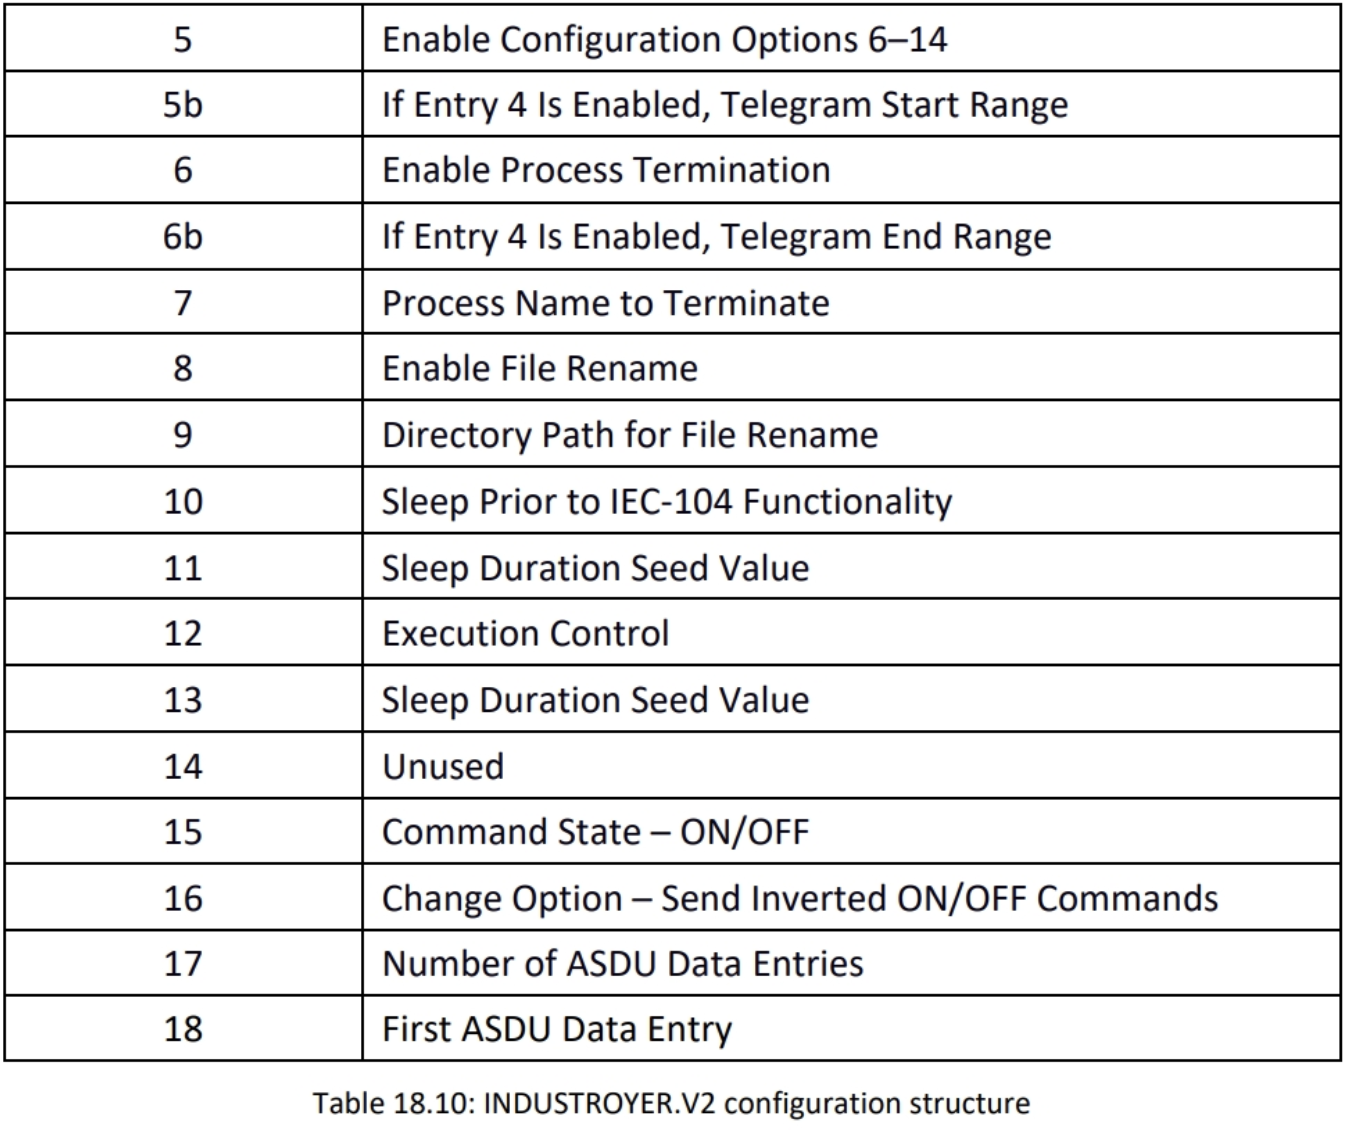 5 Enable Configuration Options 6–14
5b If Entry 4 Is Enabled, Telegram Start Range
6 Enable Process Termination
6b If Entry 4 Is Enabled, Telegram End Range
7 Process Name to Terminate
8 Enable File Rename
9 Directory Path for File Rename
10 Sleep Prior to IEC-104 Functionality
11 Sleep Duration Seed Value
12 Execution Control
13 Sleep Duration Seed Value
14 Unused
15 Command State – ON/OFF
16 Change Option – Send Inverted ON/OFF Commands
17 Number of ASDU Data Entries
18 First ASDU Data Entry
Table 18.10: INDUSTROYER.V2 configuration structure